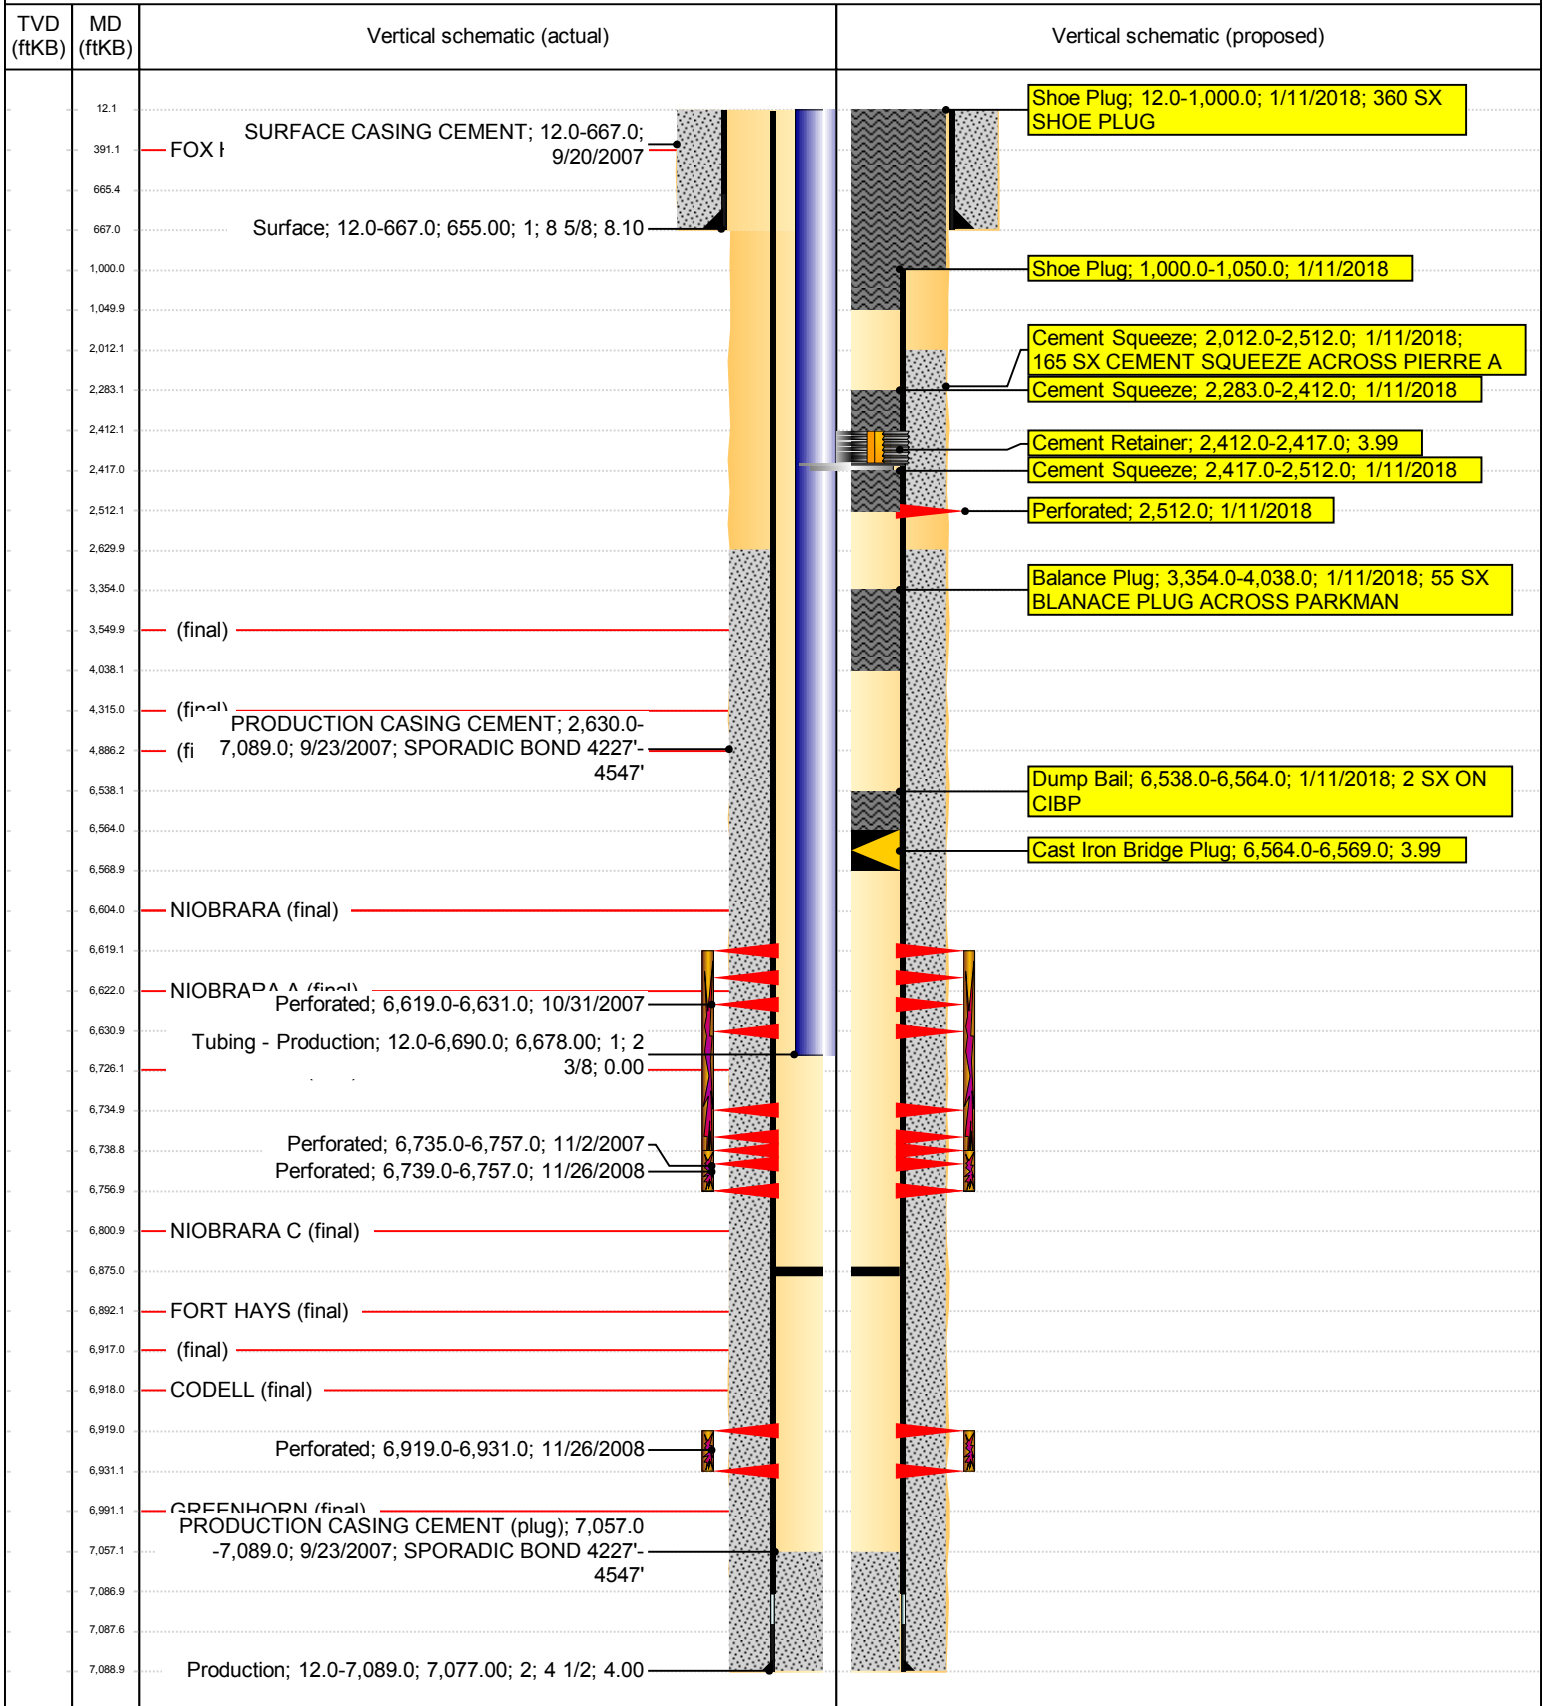 TVD (ftKB)
MD (ftKB)
Vertical schematic (actual)
Vertical schematic (proposed)
12.1
391.1
665.4
667.0
1,000.0
1,049.9
2,012.1
2,283.1
2,412.1
2,417.0
2,512.1
2,629.9
3,354.0
3,549.9
4,038.1
4,315.0
4,886.2
6,538.1
6,564.0
6,568.9
6,604.0
6,619.1
6,622.0
6,630.9
6,726.1
6,734.9
6,738.8
6,756.9
6,800.9
6,875.0
6,892.1
6,917.0
6,918.0
6,919.0
6,931.1
6,991.1
7,057.1
7,086.9
7,087.6
7,088.9
SURFACE CASING CEMENT; 12.0-667.0;
9/20/2007
FOX
Surface; 12.0-667.0; 655.00; 1; 8 5/8; 8.10
(final)
(final)
PRODUCTION CASING CEMENT; 2,630.0-
(fi
7,089.0; 9/23/2007; SPORADIC BOND 4227'-
4547'
NIOBRARA (final)
NIOBRARA A (final)
Perforated; 6,619.0-6,631.0; 10/31/2007
Tubing - Production; 12.0-6,690.0; 6,678.00; 1; 2
3/8; 0.00
Perforated; 6,735.0-6,757.0; 11/2/2007
Perforated; 6,739.0-6,757.0; 11/26/2008
NIOBRARA C (final)
FORT HAYS (final)
(final)
CODELL (final)
Perforated; 6,919.0-6,931.0; 11/26/2008
GREENHORN (final)
PRODUCTION CASING CEMENT (plug); 7,057.0
-7,089.0; 9/23/2007; SPORADIC BOND 4227'-
4547'
Production; 12.0-7,089.0; 7,077.00; 2; 4 1/2; 4.00
Shoe Plug; 12.0-1,000.0; 1/11/2018; 360 SX
SHOE PLUG
Shoe Plug; 1,000.0-1,050.0; 1/11/2018
Cement Squeeze; 2,012.0-2,512.0; 1/11/2018;
165 SX CEMENT SQUEEZE ACROSS PIERRE A
Cement Squeeze; 2,283.0-2,412.0; 1/11/2018
Cement Retainer; 2,412.0-2,417.0; 3.99
Cement Squeeze; 2,417.0-2,512.0; 1/11/2018
Perforated; 2,512.0; 1/11/2018
Balance Plug; 3,354.0-4,038.0; 1/11/2018; 55 SX
BLANACE PLUG ACROSS PARKMAN
Dump Bail; 6,538.0-6,564.0; 1/11/2018; 2 SX ON
CIBP
Cast Iron Bridge Plug; 6,564.0-6,569.0; 3.99